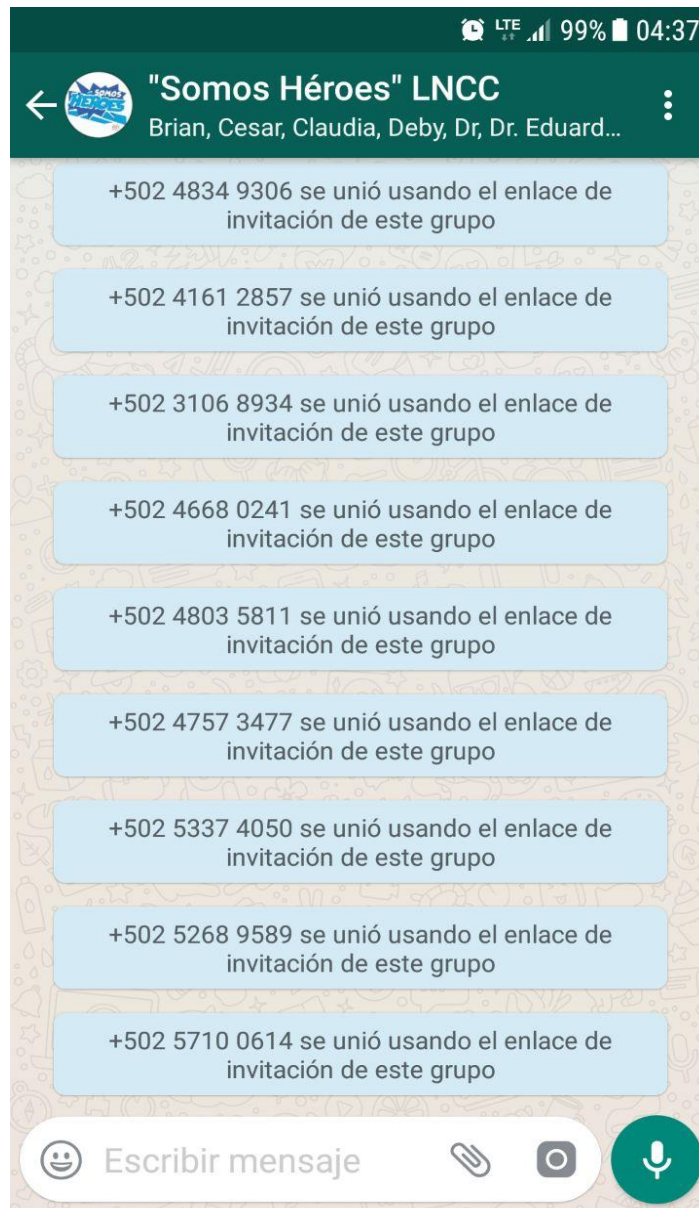 LTE 99% 04:37
"Somos Héroes" LNCC
SOMOS
HÉROES
Brian, Cesar, Claudia, Deby, Dr, Dr. Eduard...
+502 4834 9306 se unió usando el enlace de
invitación de este grupo
+502 4161 2857 se unió usando el enlace de
invitación de este grupo
+502 3106 8934 se unió usando el enlace de
invitación de este grupo
+502 4668 0241 se unió usando el enlace de
invitación de este grupo
+502 4803 5811 se unió usando el enlace de
invitación de este grupo
+502 4757 3477 se unió usando el enlace de
invitación de este grupo
+502 5337 4050 se unió usando el enlace de
invitación de este grupo
+502 5268 9589 se unió usando el enlace de
invitación de este grupo
+502 5710 0614 se unió usando el enlace de
invitación de este grupo
Escribir mensaje